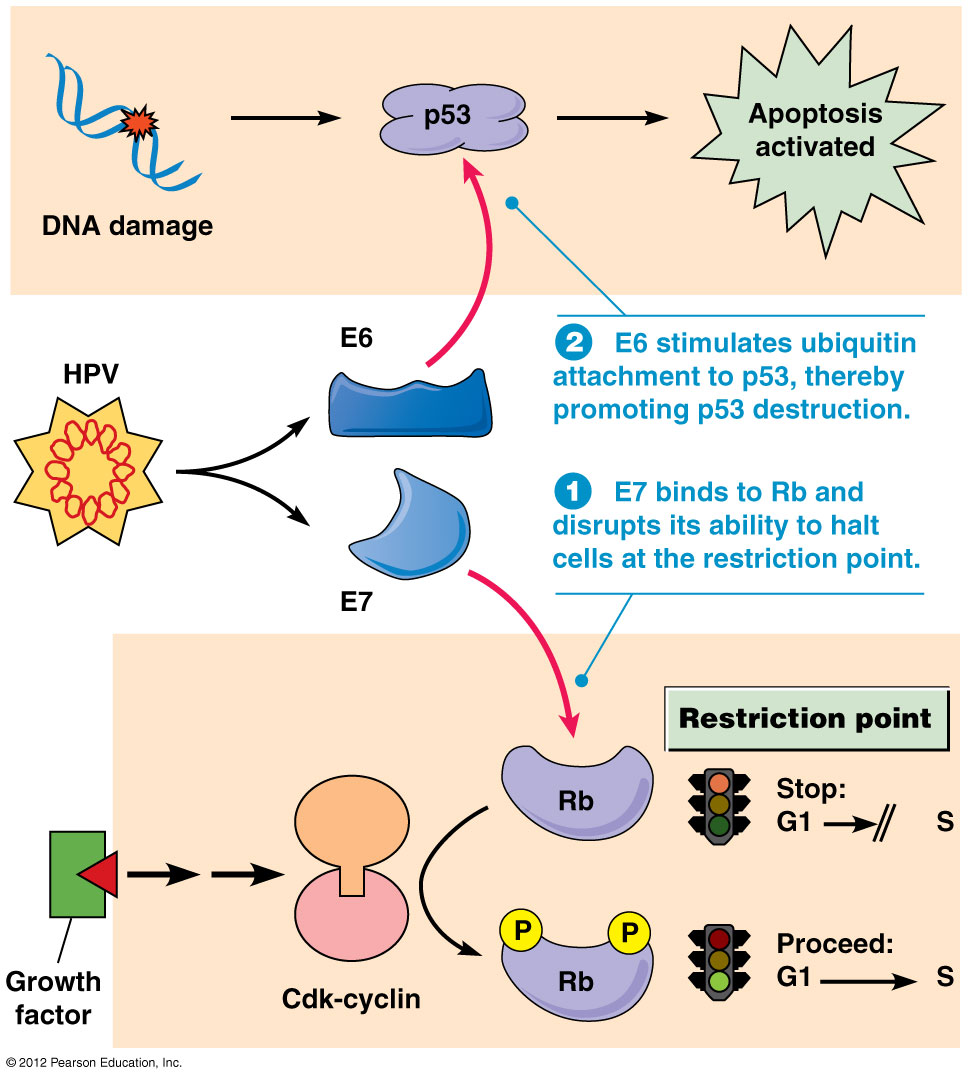 DNA damage
p53
Apoptosis
activated
HPV
E6
E7
2 E6 stimulates ubiquitin
attachment to p53, thereby
promoting p53 destruction.
1 E7 binds to Rb and
disrupts its ability to halt
cells at the restriction point.
Restriction point
Rb
Stop:
G1 S
Growth
factor
Cdk-cyclin
P P
Rb
Proceed:
G1 S
© 2012 Pearson Education, Inc.